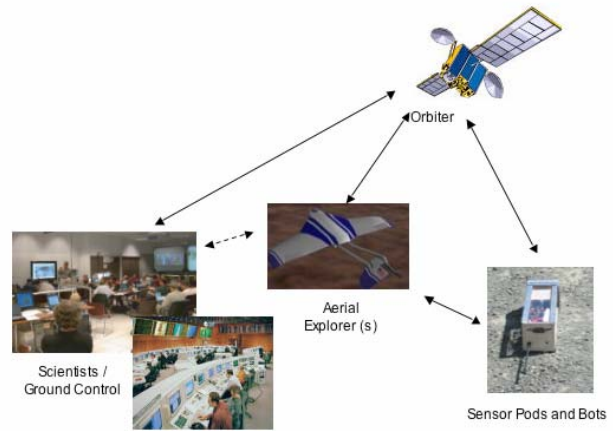 Orbiter
Aerial
Explorer (s)
Scientists /
Ground Control
Sensor Pods and Bots